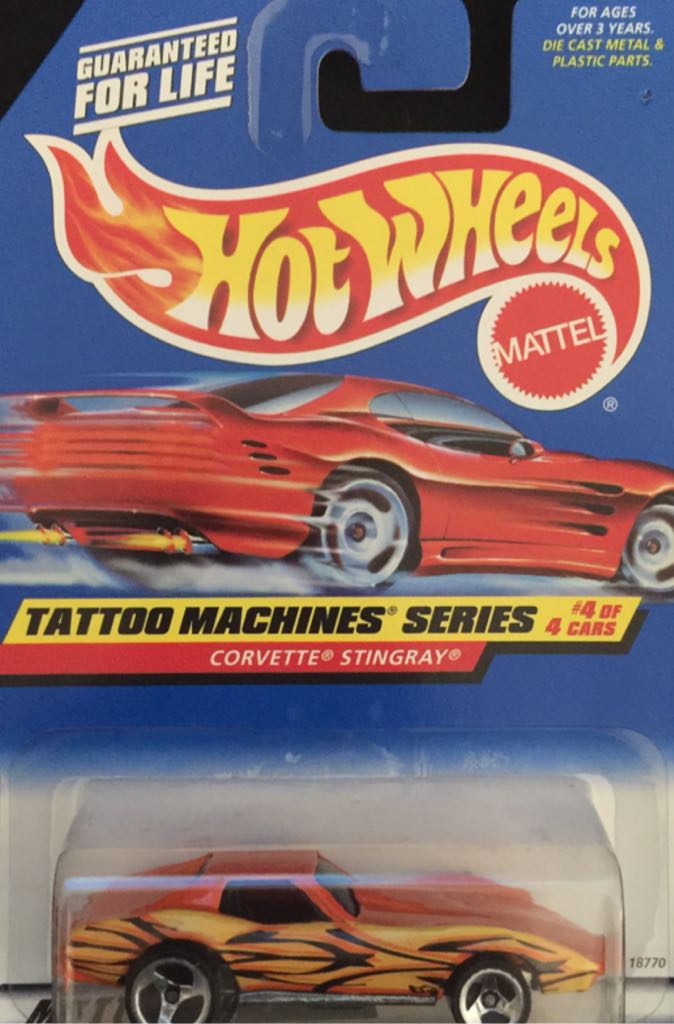 GUARANTEED
FOR LIFE
FOR AGES
OVER 3 YEARS.
DIE CAST METAL &
PLASTIC PARTS.
HOT WHEELS
MATTEL
®
TATTOO MACHINES® SERIES #4 OF
4 CARS
CORVETTE® STINGRAY®
18770